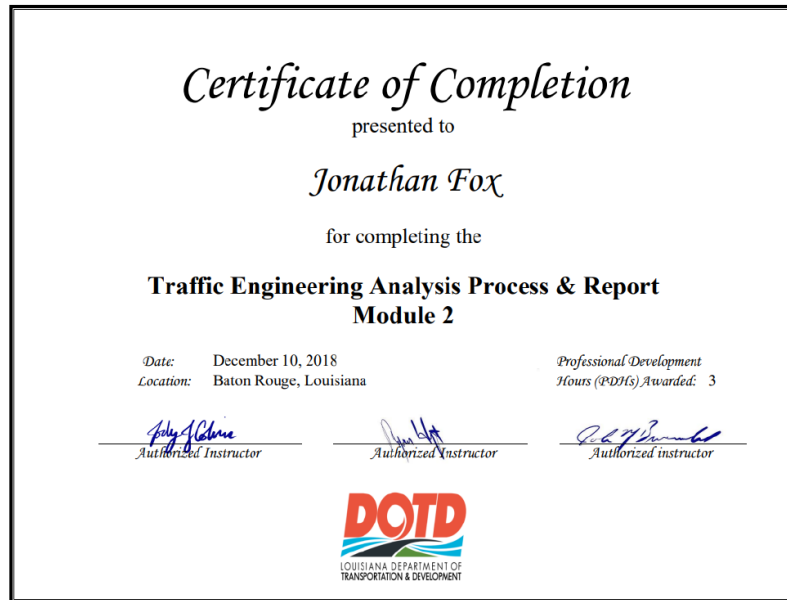 Certificate of Completion
presented to
Jonathan Fox
for completing the
Traffic Engineering Analysis Process & Report
Module 2
Date: December 10, 2018
Location: Baton Rouge, Louisiana
Professional Development
Hours (PDHs) Awarded: 3
Authorized Instructor
Authorized Instructor
Authorized instructor
DOTD
LOUISIANA DEPARTMENT OF
TRANSPORTATION & DEVELOPMENT